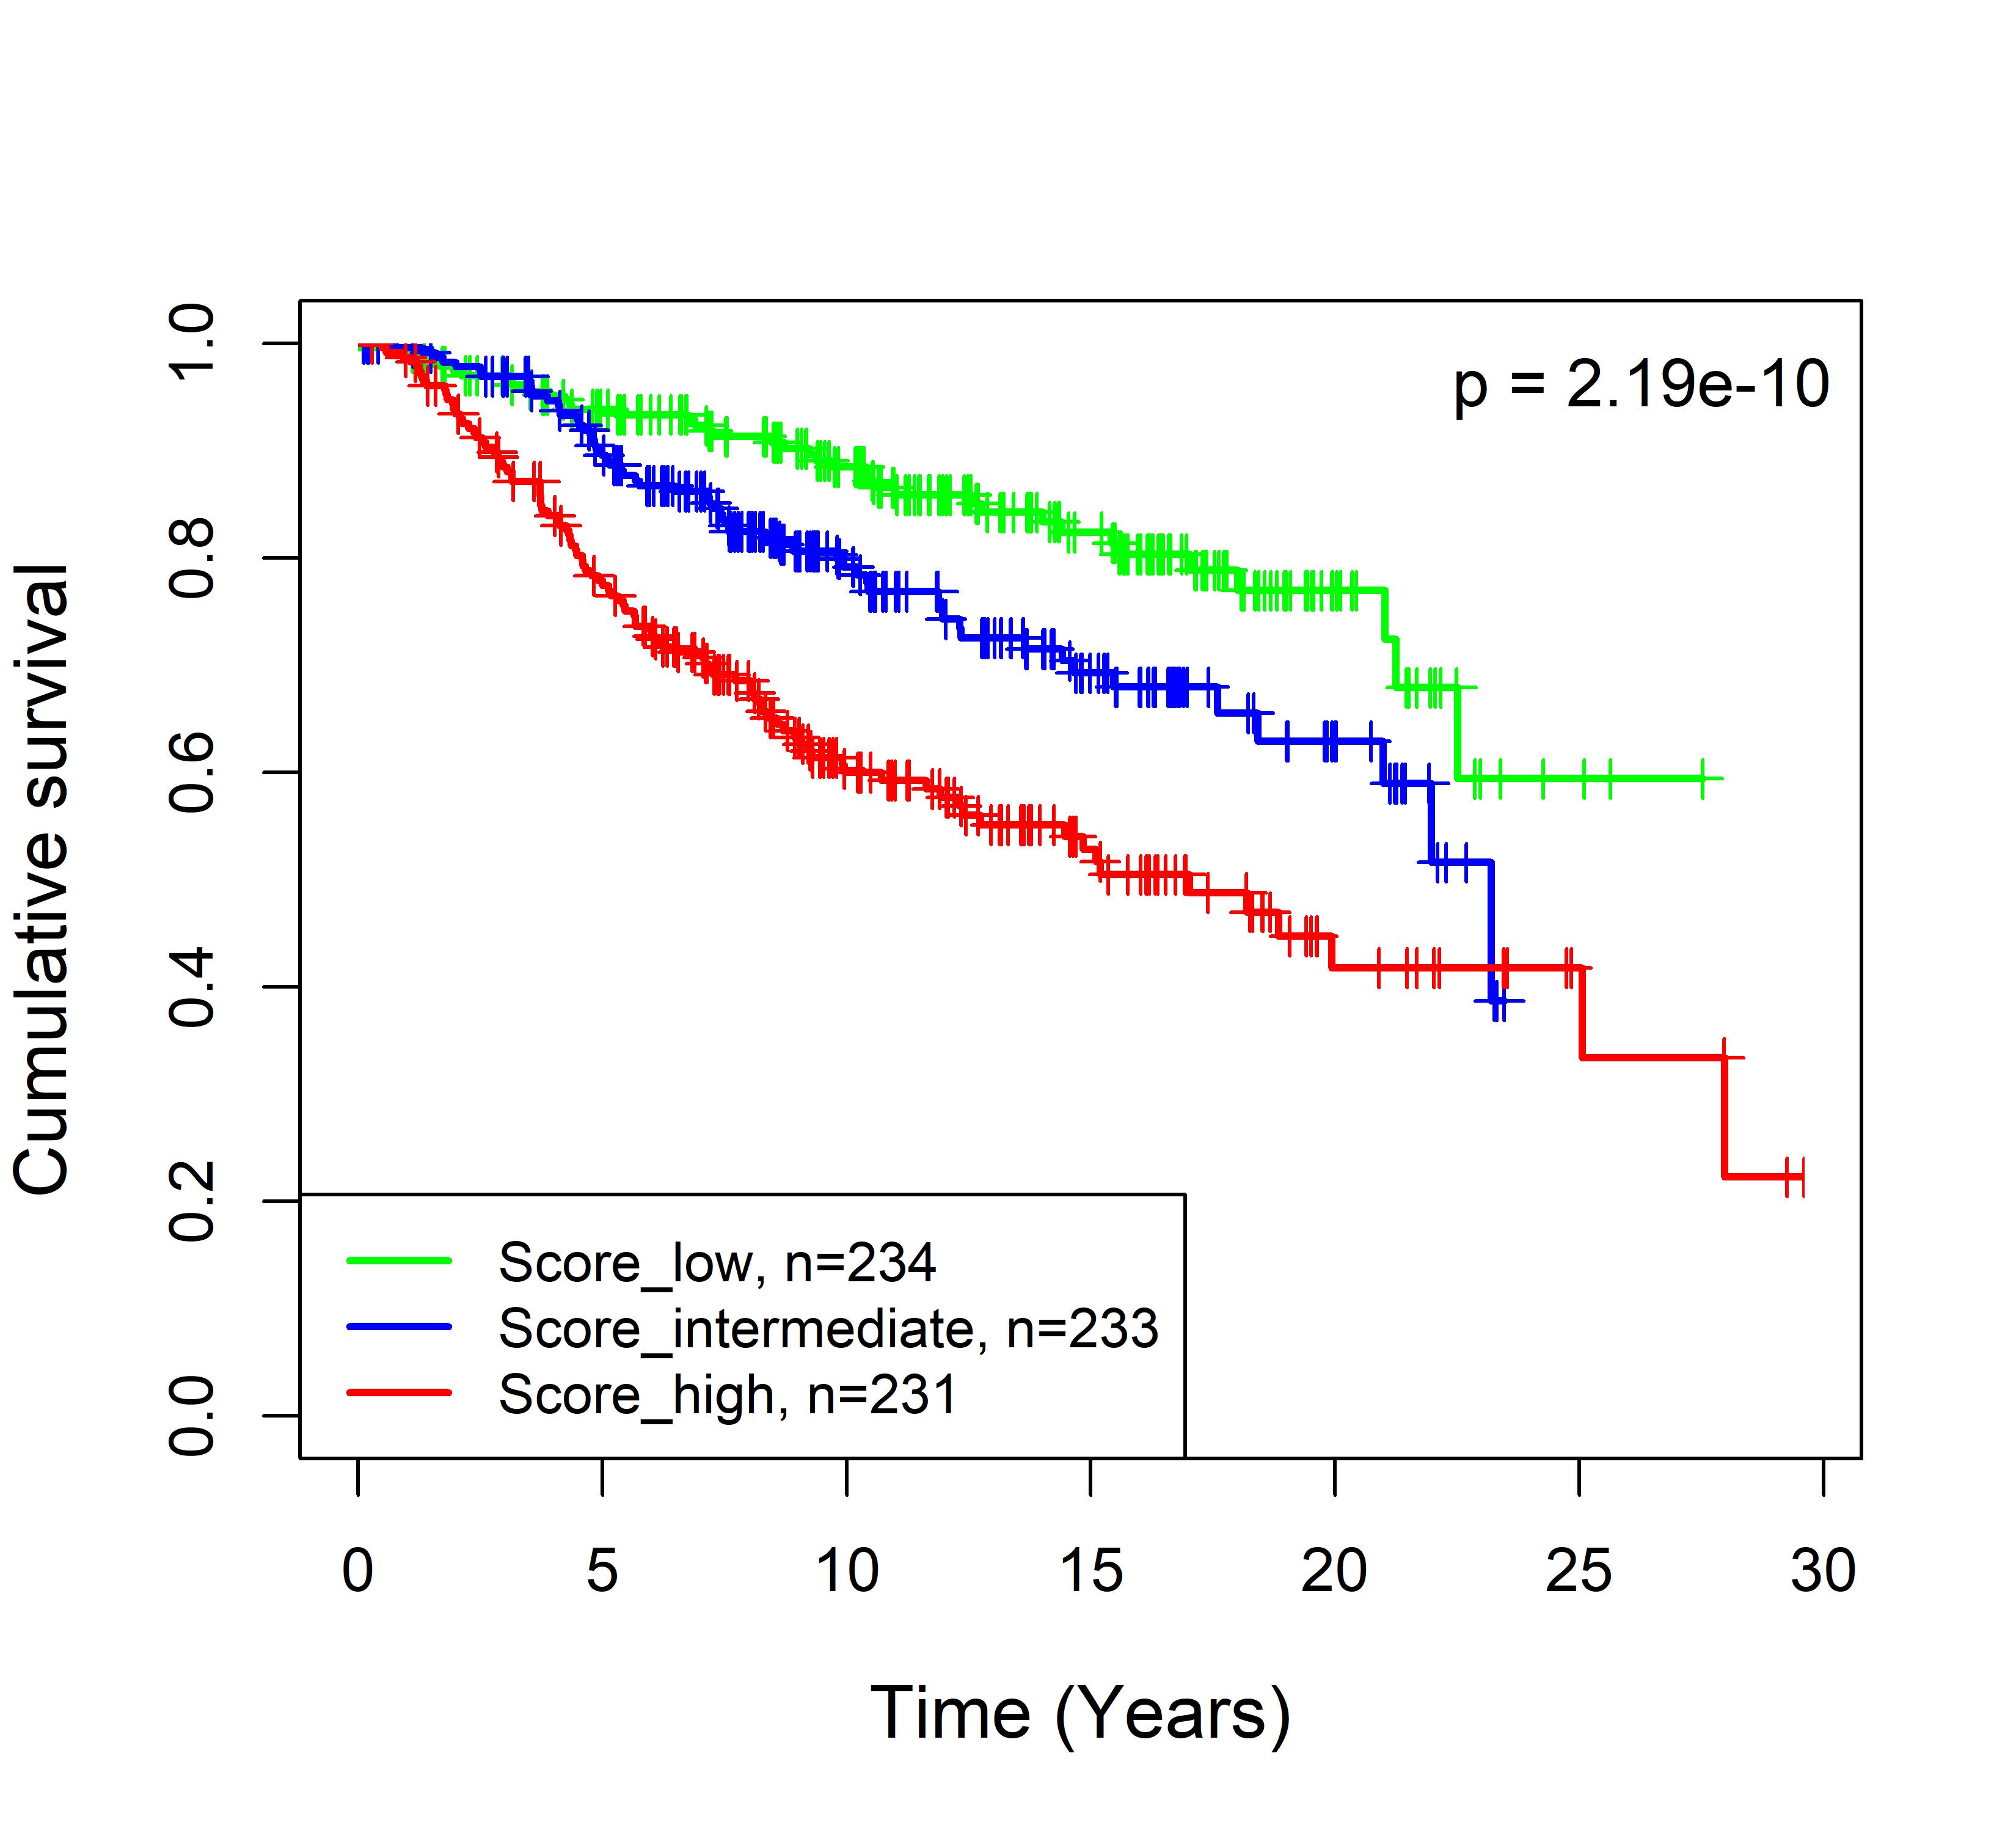 p = 2.19e-10
Cumulative survival
1.0
0.8
0.6
0.4
0.2
0.0
Score_low, n=234
Score_intermediate, n=233
Score_high, n=231
0 5 10 15 20 25 30
Time (Years)